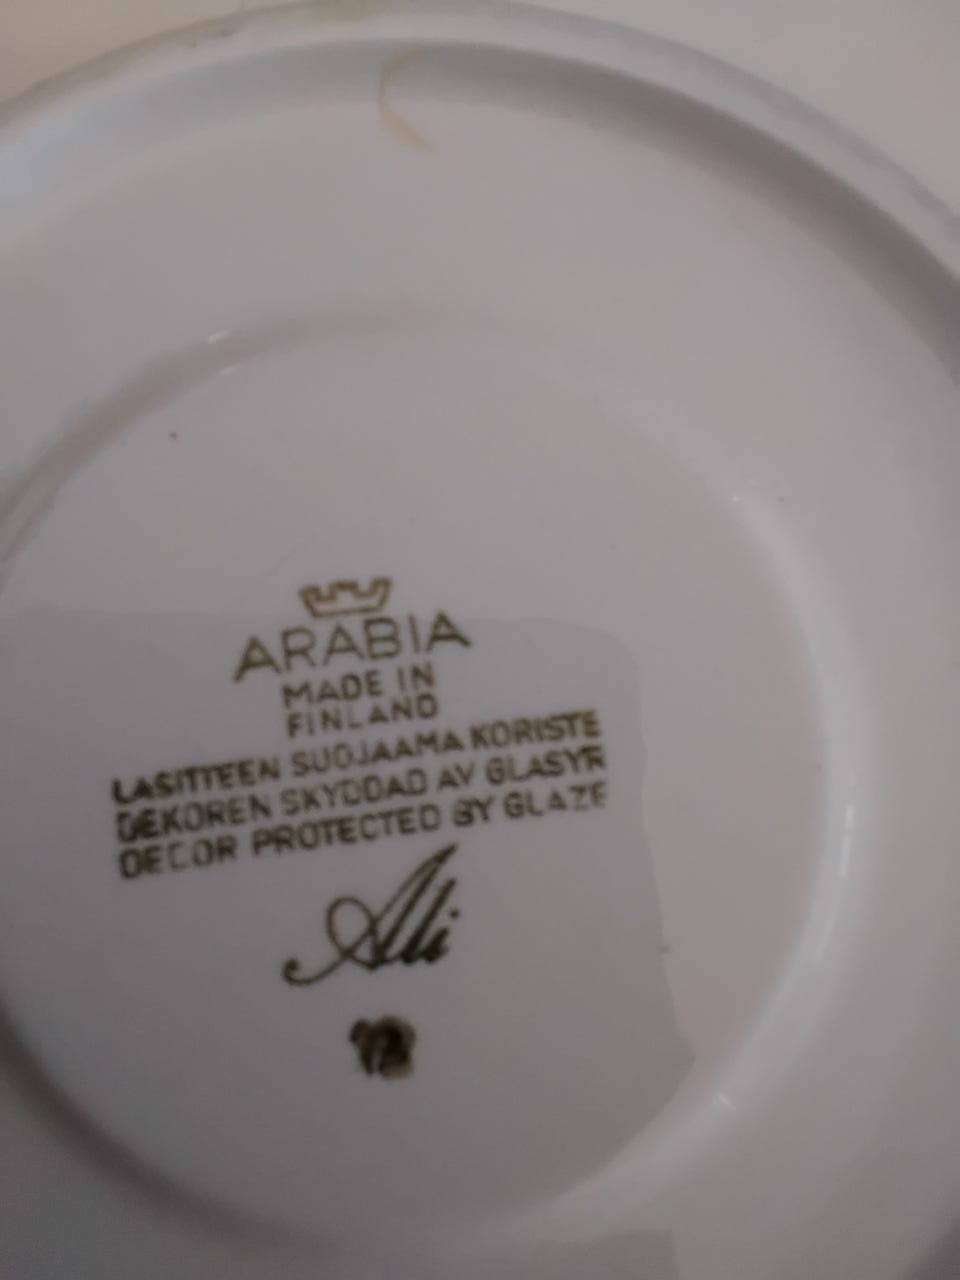 ARABIA
MADE IN
FINLAND
LASITTEEN SUOJAAMA KORISTE
DEKOREN SKYDDAD AV GLASYR
DECOR PROTECTED BY GLAZE
Ali